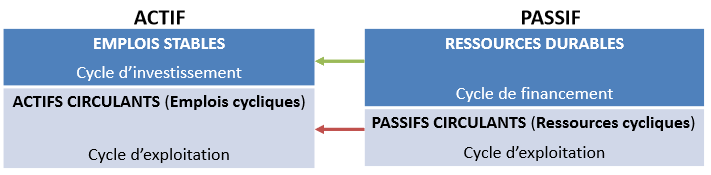 ACTIF
EMPLOIS STABLES
Cycle d'investissement
ACTIFS CIRCULANTS (Emplois cycliques)
Cycle d'exploitation
PASSIF
RESSOURCES DURABLES
Cycle de financement
PASSIFS CIRCULANTS (Ressources cycliques)
Cycle d'exploitation